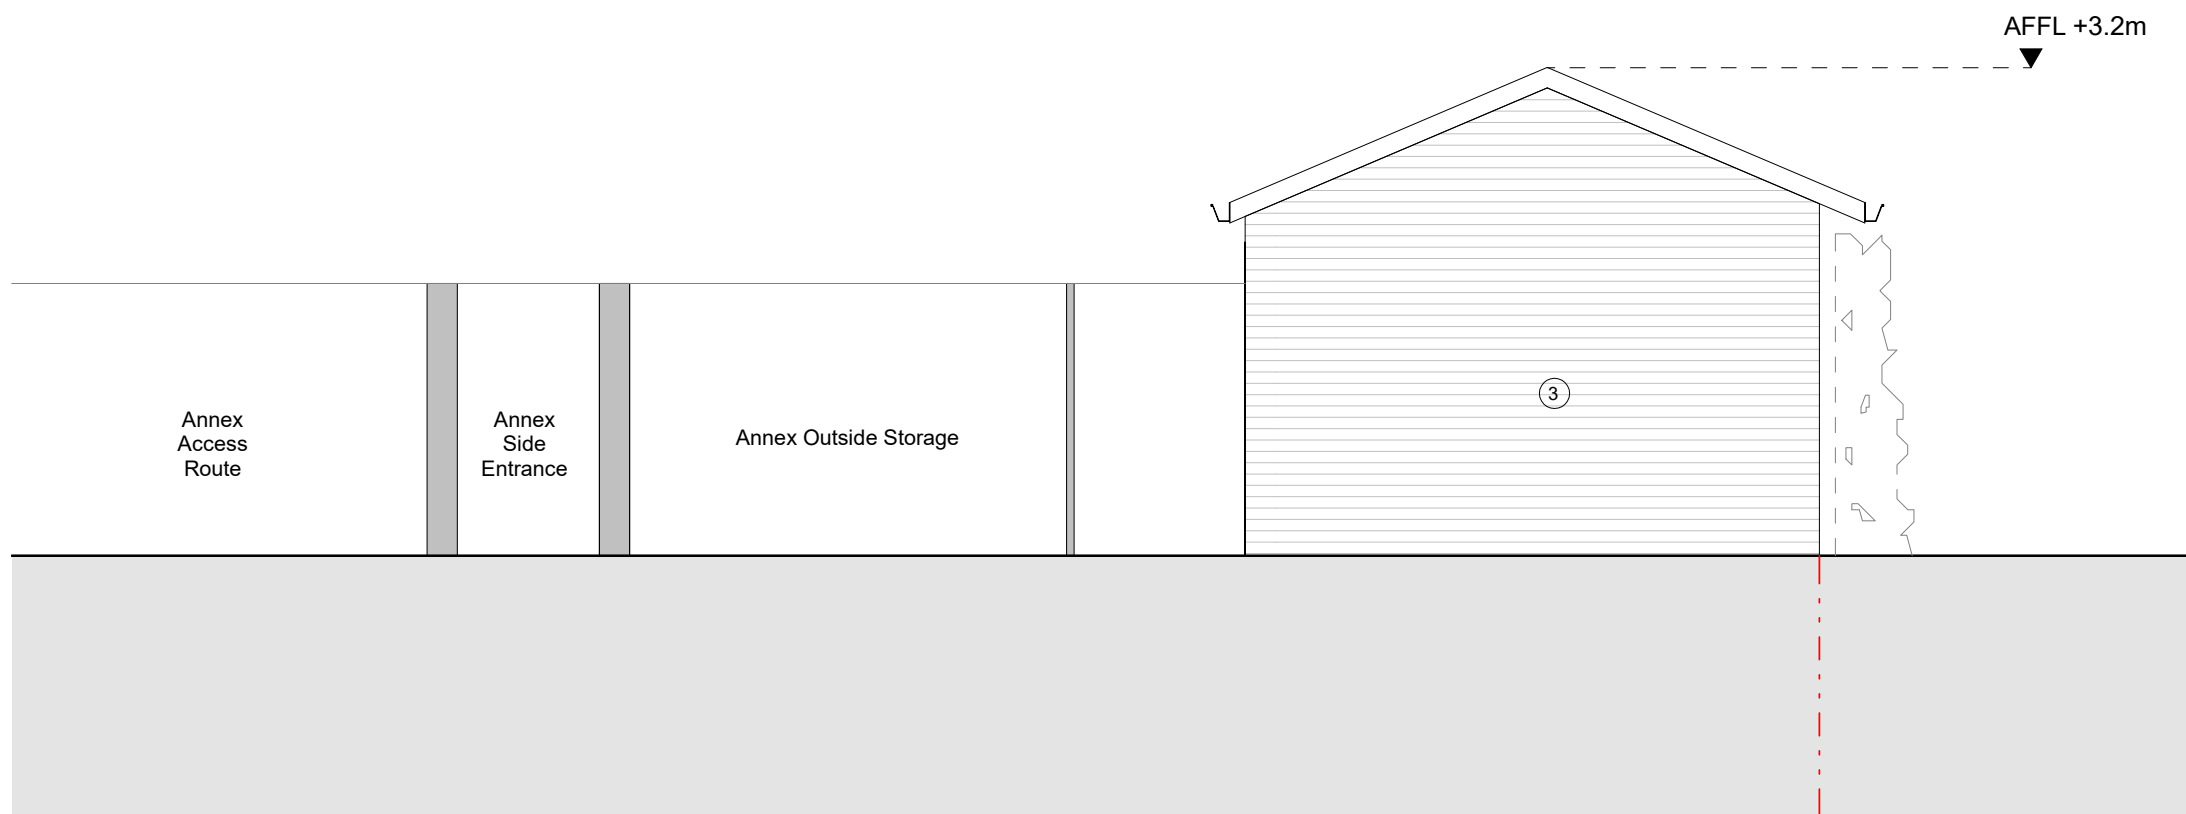 AFFL +3.2m
Annex
Access
Route
Annex
Side
Entrance
Annex Outside Storage
3